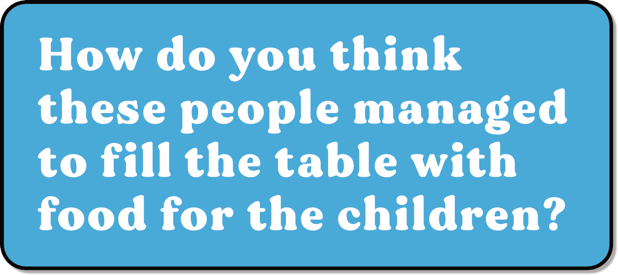 How do you think
these people managed
to fill the table with
food for the children?